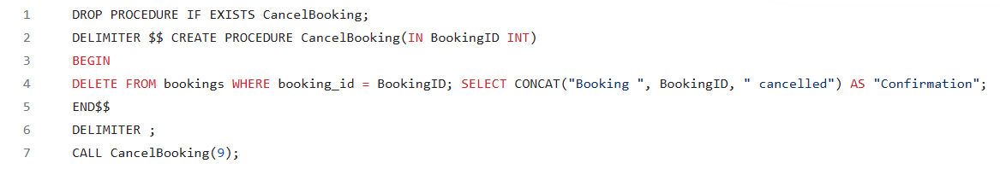 1 DROP PROCEDURE IF EXISTS CancelBooking;
2 DELIMITER $$ CREATE PROCEDURE CancelBooking(IN BookingID INT)
3 BEGIN
4 DELETE FROM bookings WHERE booking_id = BookingID; SELECT CONCAT("Booking ", BookingID, " cancelled") AS "Confirmation";
5 END$$
6 DELIMITER ;
7 CALL CancelBooking(9);